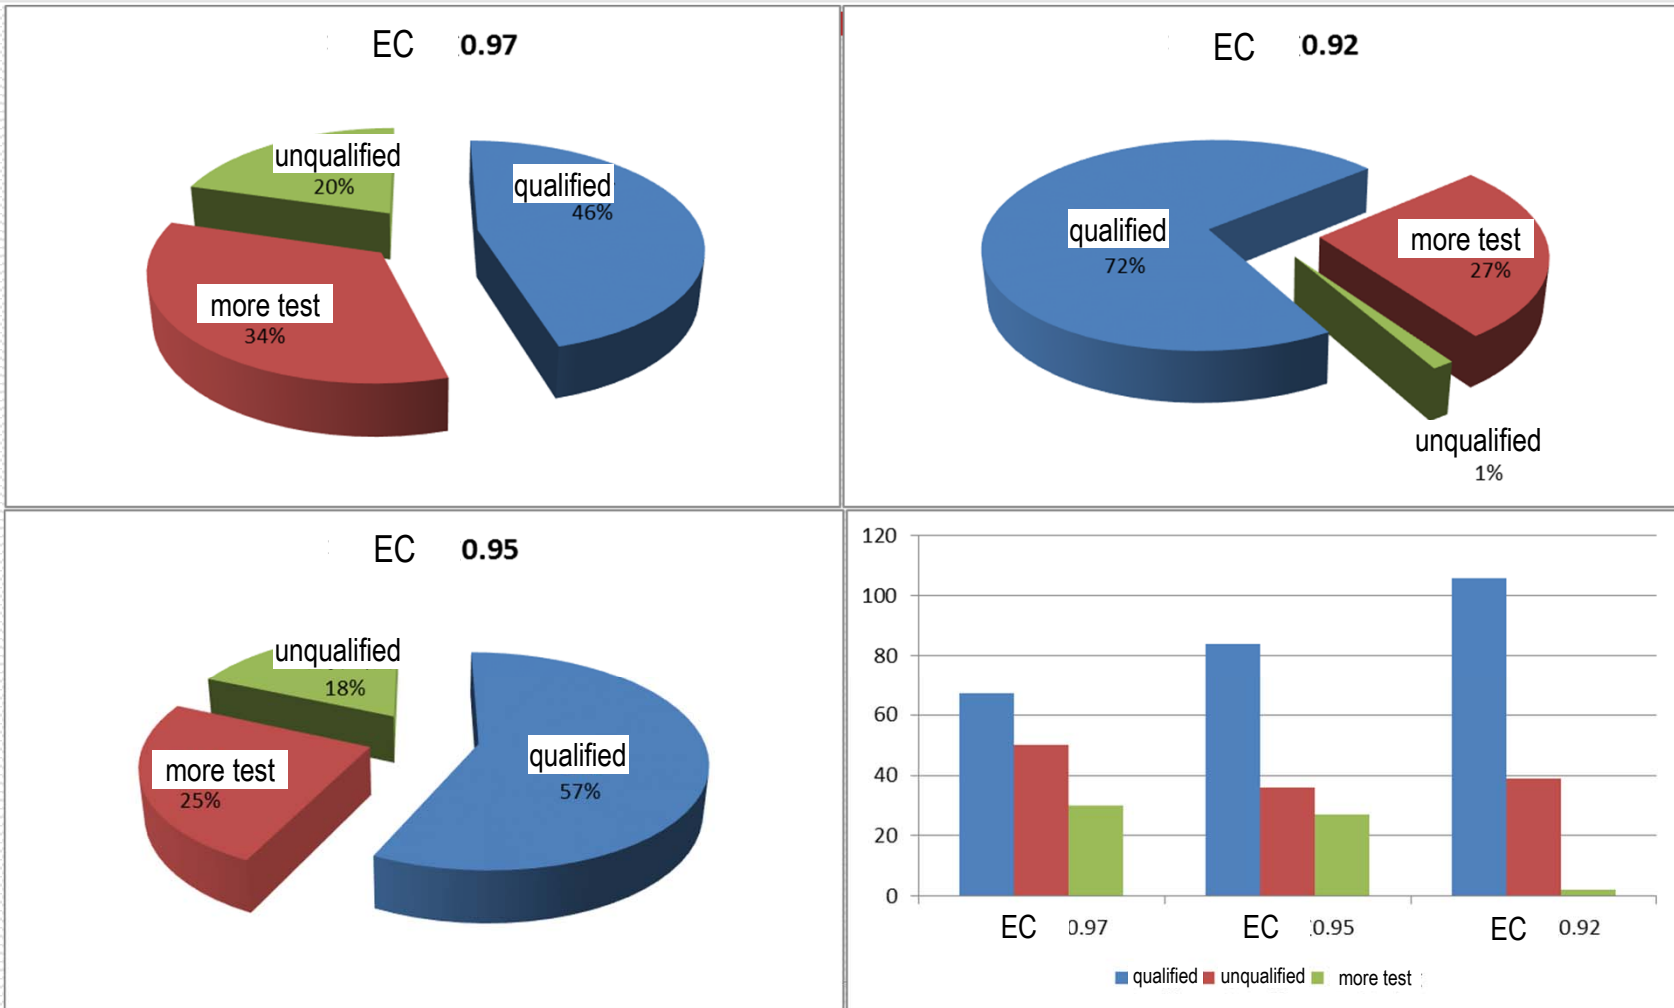 EC 0.97
unqualified
20%
qualified
46%
more test
34%
EC 0.92
qualified
72%
more test
27%
unqualified
1%
EC 0.95
unqualified
18%
qualified
57%
more test
25%
120
100
80
60
40
20
0
EC 0.97 EC 0.95 EC 0.92
qualified unqualified more test